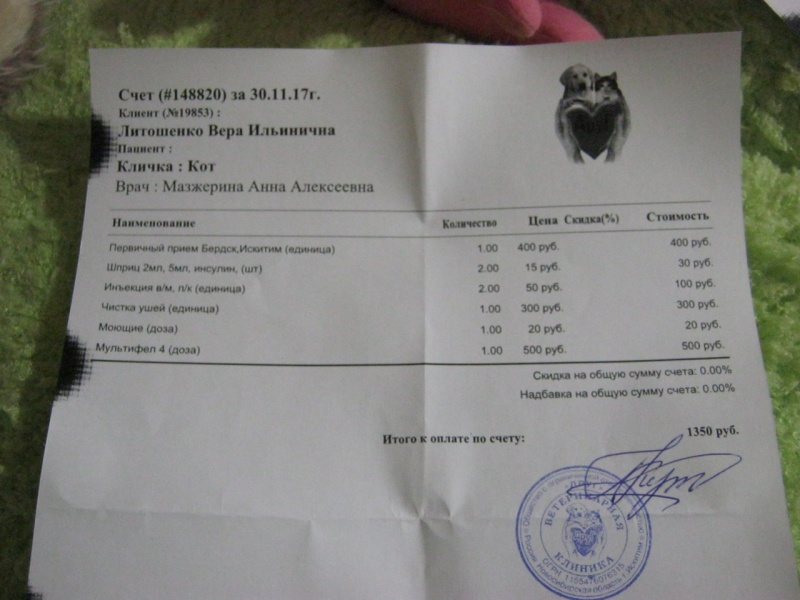 Счет (#148820) за 30.11.17г.
Клиент (№19853) :
Литошенко Вера Ильинична
Пациент :
Кличка : Кот
Врач : Мазжерина Анна Алексеевна
Наименование Количество Цена Скидка(%) Стоимость
Первичный прием Бердск,Искитим (единица) 1.00 400 руб. 400 руб.
Шприц 2мл, 5мл, инсулин, (шт) 2.00 15 руб. 30 руб.
Инъекция в/м, п/к (единица) 2.00 50 руб. 100 руб.
Чистка ушей (единица) 1.00 300 руб. 300 руб.
Моющие (доза) 1.00 20 руб. 20 руб.
Мультифел 4 (доза) 1.00 500 руб. 500 руб.
Скидка на общую сумму счета: 0.00%
Надбавка на общую сумму счета: 0.00%
Итого к оплате по счету: 1350 руб.
ВЕТЕРИНАРНАЯ
КЛИНИКА
Россия, Новосибирская область г. Искитим